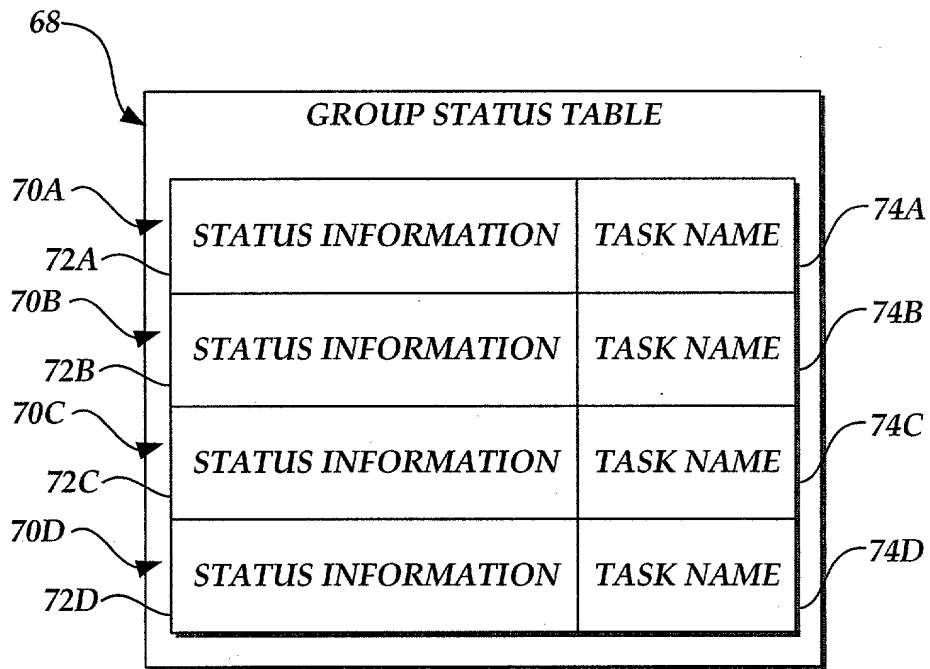 68
GROUP STATUS TABLE
70A
STATUS INFORMATION TASK NAME
74A
72A
70B
STATUS INFORMATION TASK NAME
74B
72B
70C
STATUS INFORMATION TASK NAME
74C
72C
70D
STATUS INFORMATION TASK NAME
74D
72D